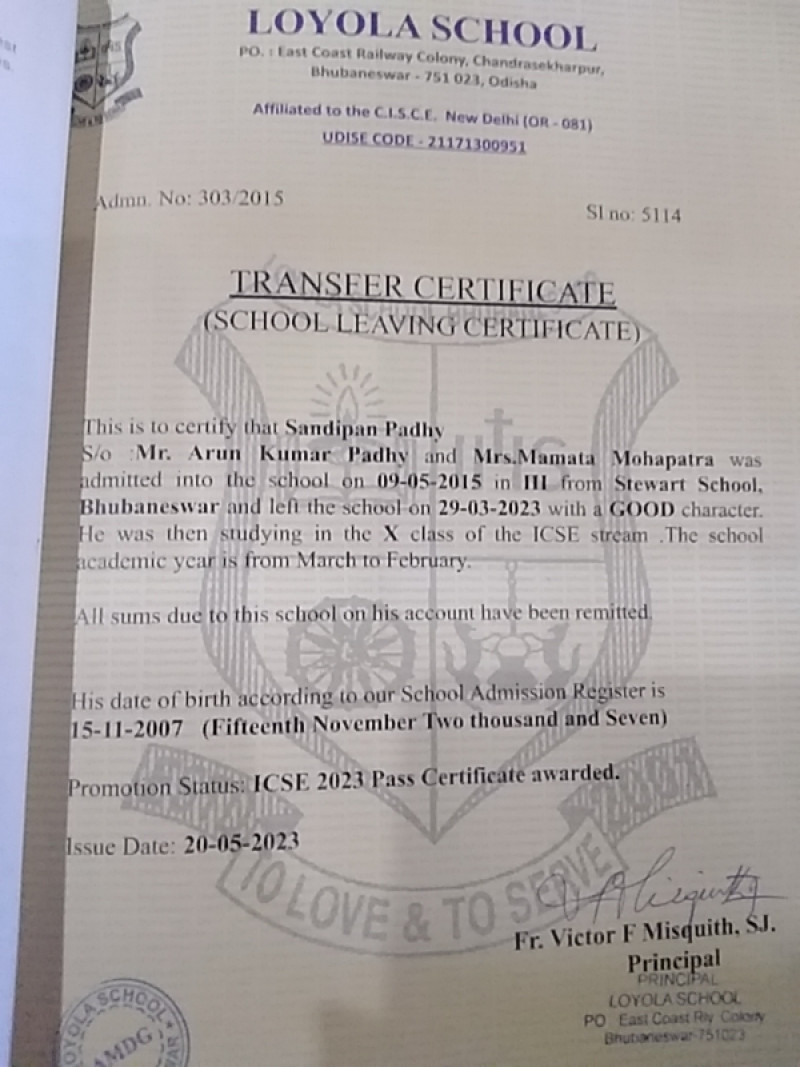 LOYOLA SCHOOL
PO. : East Coast Railway Colony, Chandrasekharpur,
Bhubaneswar - 751 023, Odisha
Affiliated to the C.I.S.C.E. New Delhi (OR - 081)
UDISE CODE - 21171300951
Admn. No: 303/2015
Sl no: 5114
TRANSFER CERTIFICATE
(SCHOOL LEAVING CERTIFICATE)
This is to certify that Sandipan Padhy
S/o :Mr. Arun Kumar Padhy and Mrs.Mamata Mohapatra was
admitted into the school on 09-05-2015 in III from Stewart School,
Bhubaneswar and left the school on 29-03-2023 with a GOOD character.
He was then studying in the X class of the ICSE stream .The school
academic year is from March to February.
All sums due to this school on his account have been remitted.
His date of birth according to our School Admission Register is
15-11-2007 (Fifteenth November Two thousand and Seven)
Promotion Status: ICSE 2023 Pass Certificate awarded.
Issue Date: 20-05-2023
TO LOVE & TO SERVE
Fr. Victor F Misquith, SJ.
Principal
PRINCIPAL
LOYOLA SCHOOL
PO East Coast Rly Colony
Bhubaneswar-751023
LOYOLA SCHOOL
AMDG